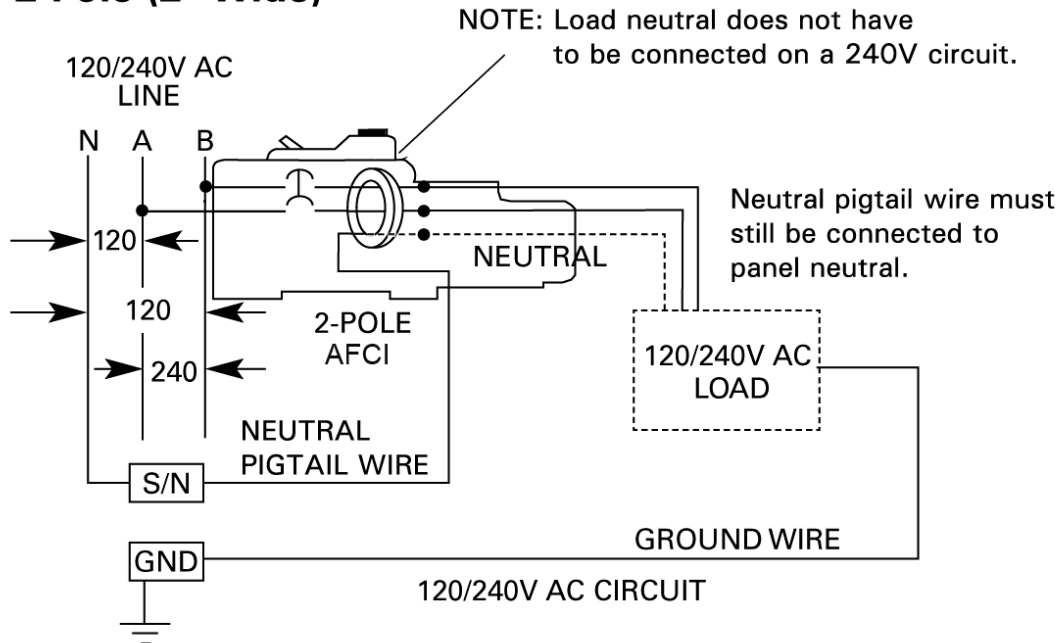 NOTE: Load neutral does not have
to be connected on a 240V circuit.
120/240V AC
LINE
N A B
Neutral pigtail wire must
still be connected to
panel neutral.
120
NEUTRAL
120
2-POLE
AFCI
240
120/240V AC
LOAD
NEUTRAL
PIGTAIL WIRE
S/N
GROUND WIRE
GND
120/240V AC CIRCUIT